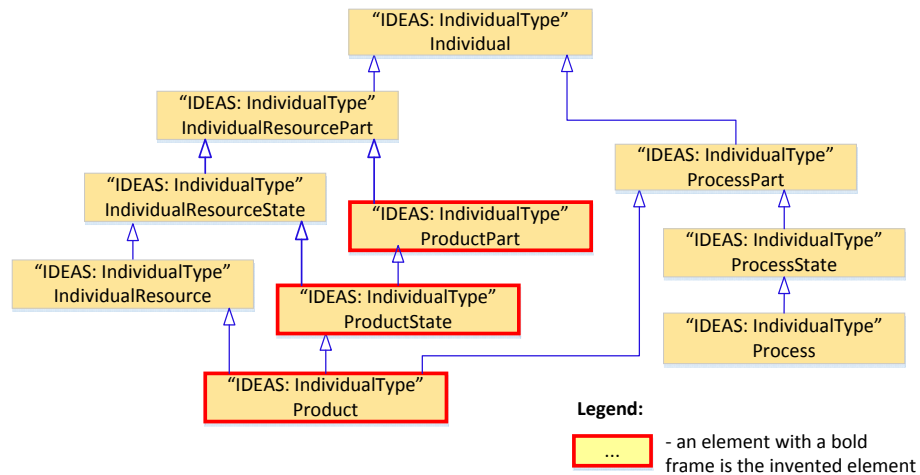 “IDEAS: IndividualType”
Individual
“IDEAS: IndividualType”
IndividualResourcePart
“IDEAS: IndividualType”
ProcessPart
“IDEAS: IndividualType”
IndividualResourceState
“IDEAS: IndividualType”
ProductPart
“IDEAS: IndividualType”
ProcessState
“IDEAS: IndividualType”
IndividualResource
“IDEAS: IndividualType”
ProductState
“IDEAS: IndividualType”
Process
“IDEAS: IndividualType”
Product
Legend:
...
- an element with a bold
frame is the invented element